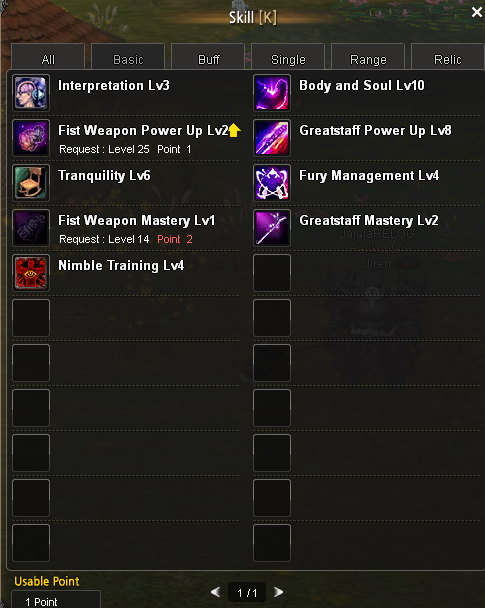 Skill [K]
All
Basic
Buff
Single
Range
Relic
Interpretation Lv3
Body and Soul Lv10
Fist Weapon Power Up Lv2
Request : Level 25 Point 1
Greatstaff Power Up Lv8
Tranquility Lv6
Fury Management Lv4
Fist Weapon Mastery Lv1
Request : Level 14 Point 2
Greatstaff Mastery Lv2
Nimble Training Lv4
Jiren
Usable Point
1 / 1
1 Point